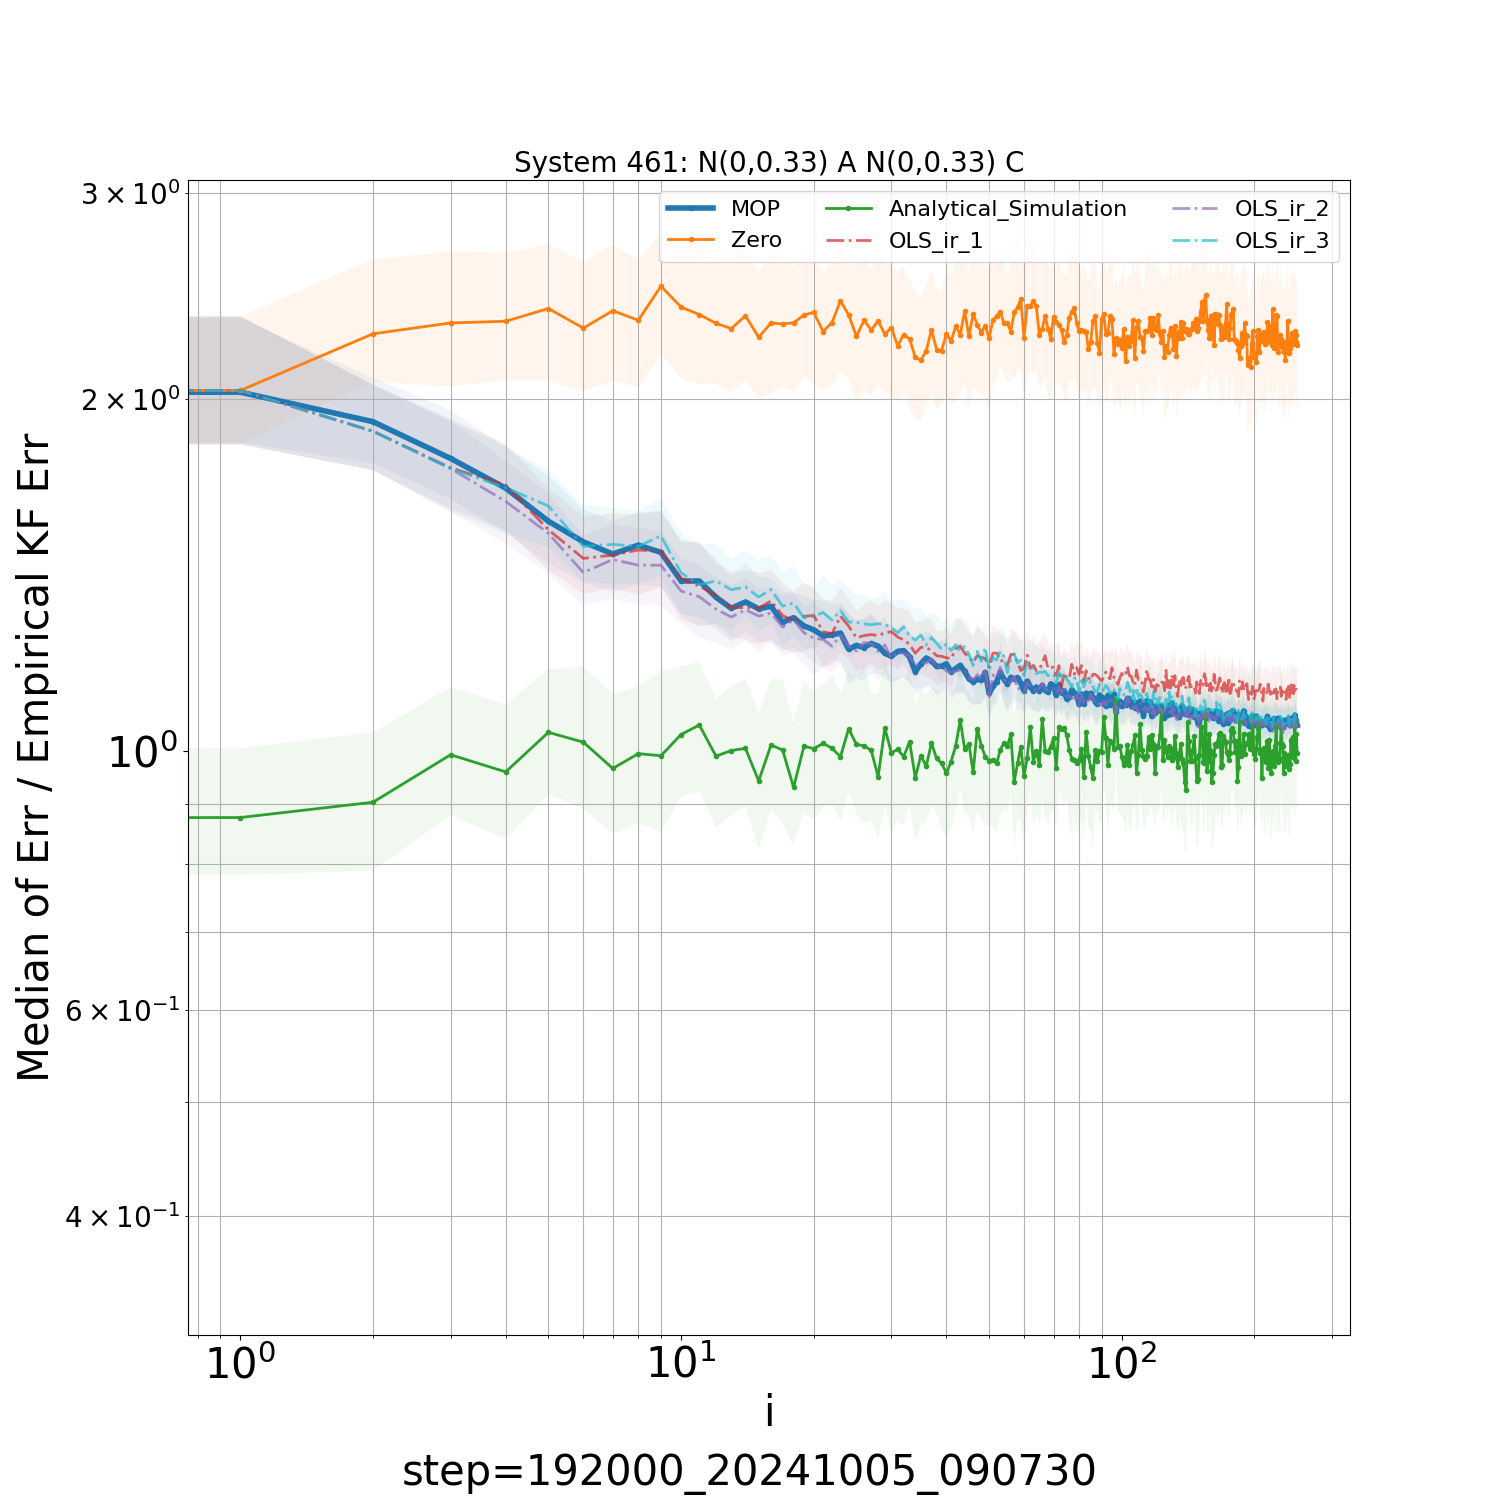 System 461: N(0,0.33) A N(0,0.33) C
MOP
Zero
Analytical_Simulation
OLS_ir_1
OLS_ir_2
OLS_ir_3
Median of Err / Empirical KF Err
3 × 10⁰
2 × 10⁰
10⁰
6 × 10⁻¹
4 × 10⁻¹
10⁰ 10¹ 10²
i
step=192000_20241005_090730